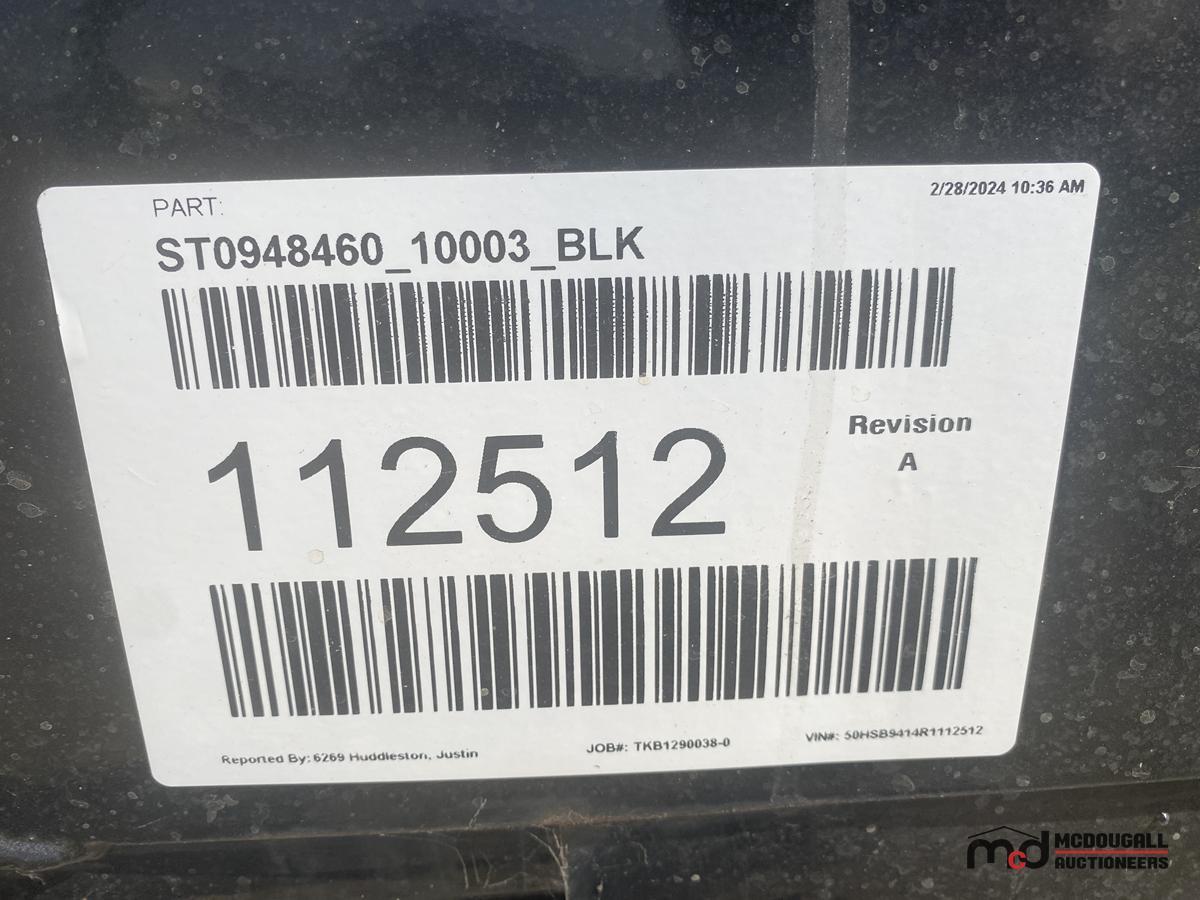 PART:
2/28/2024 10:36 AM
ST0948460_10003_BLK
112512
Revision
A
Reported By: 6269 Huddleston, Justin
JOB#: TKB1290038-0
VIN#: 50HSB9414R1112512
mcd MCDOUGALL
AUCTIONEERS